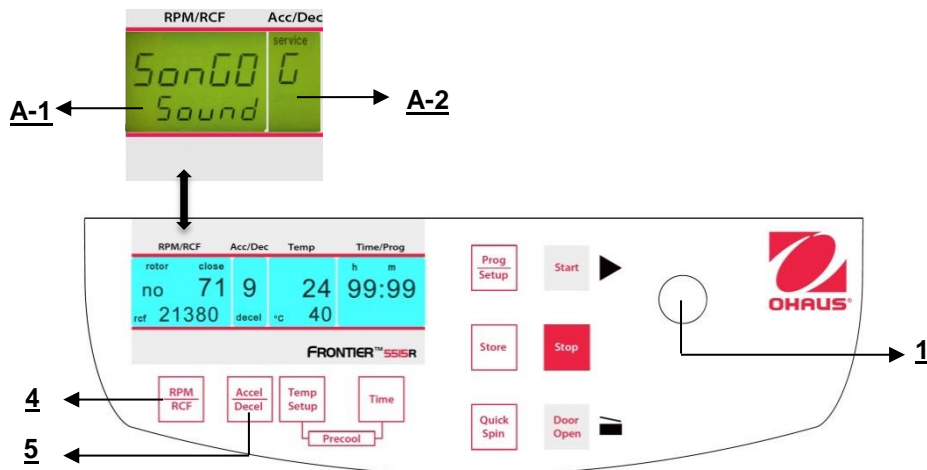 RPM/RCF Acc/Dec
service
SonGO G
Sound
A-1
A-2
RPM/RCF Acc/Dec Temp Time/Prog
rotor close h m
no 71 9 24 99:99
rcf 21380 decel °C 40
FRONTIER™ 5515R
RPM
RCF
Accel
Decel
Temp
Setup
Time
Precool
4
5
Prog
Setup
Start
Store
Stop
Quick
Spin
Door
Open
OHAUS®
1